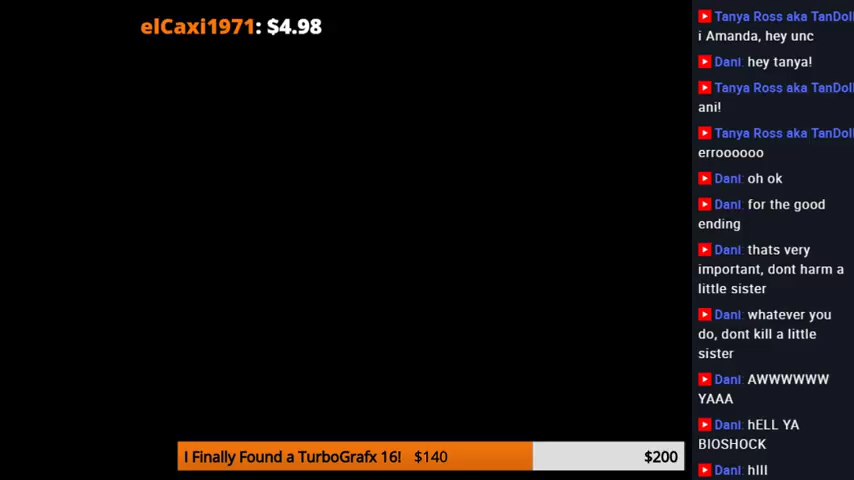 elCaxi1971: $4.98
Tanya Ross aka TanDoll
i Amanda, hey unc
Dani: hey tanya!
Tanya Ross aka TanDoll
ani!
Tanya Ross aka TanDoll
erroooooo
Dani: oh ok
Dani: for the good
ending
Dani: thats very
important, dont harm a
little sister
Dani: whatever you
do, dont kill a little
sister
Dani: AWWWWWW
YAAA
Dani: hELL YA
BIOSHOCK
Dani: hIII
I Finally Found a TurboGrafx 16! $140
$200